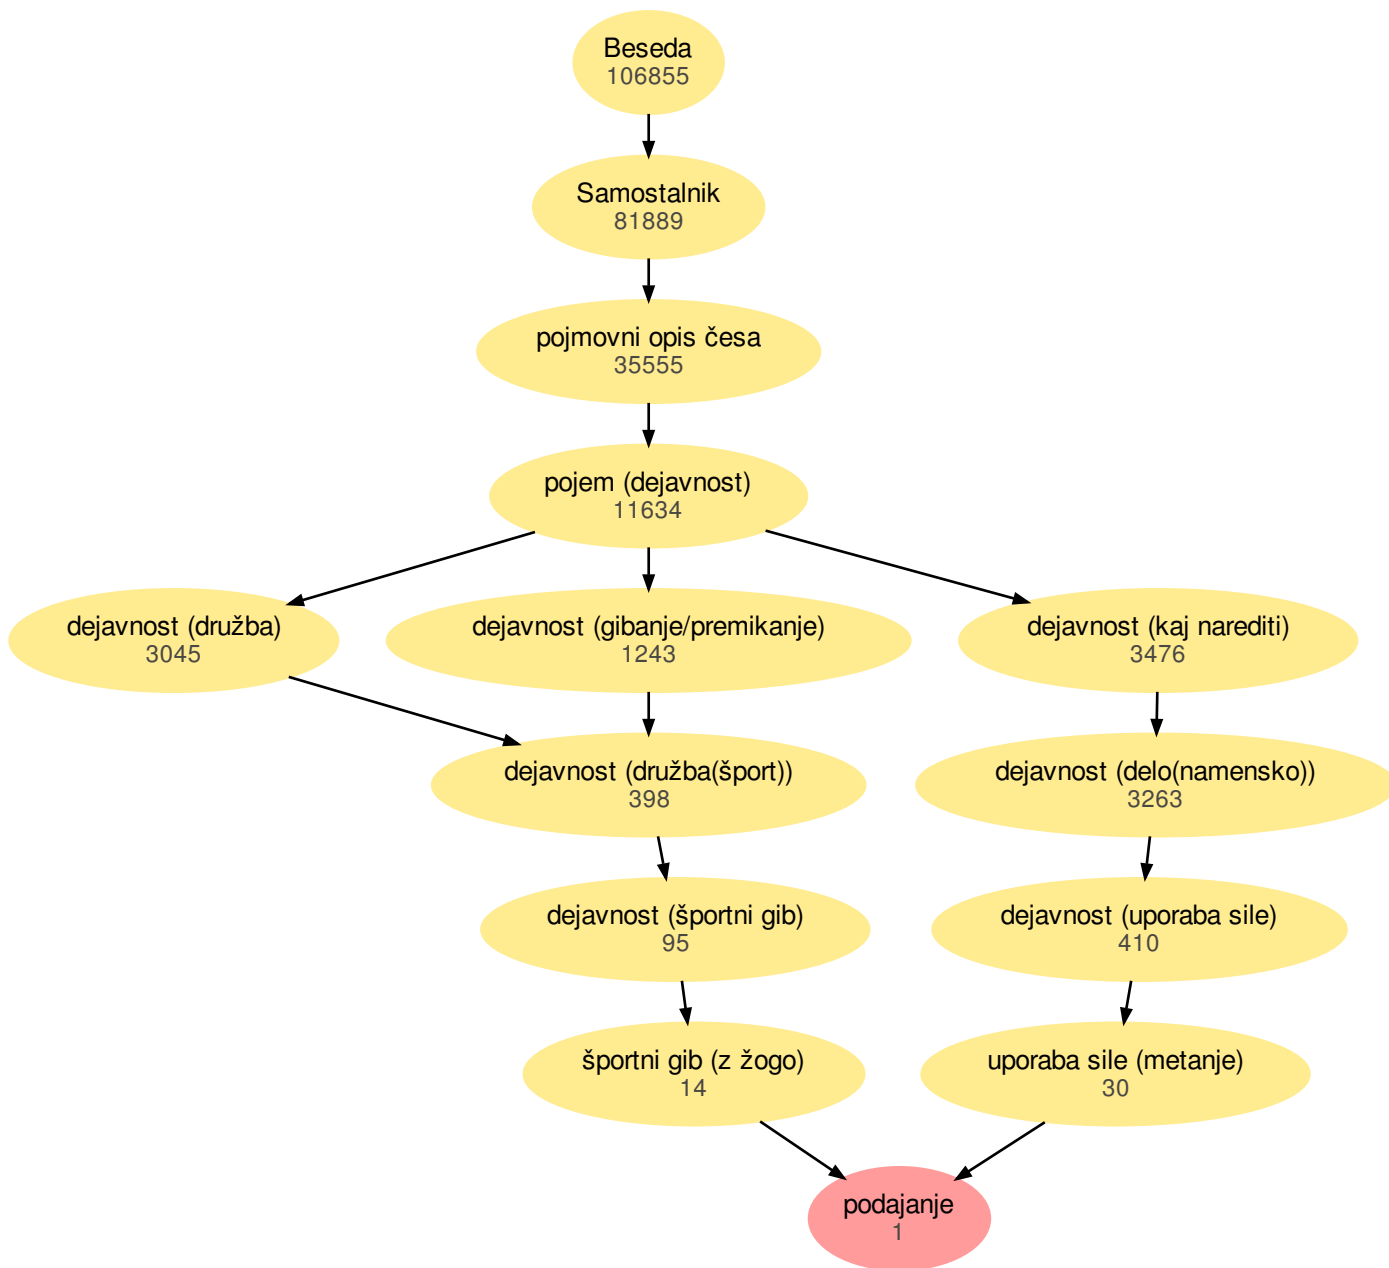 Beseda
106855
Samostalnik
81889
pojmovni opis česa
35555
pojem (dejavnost)
11634
dejavnost (družba)
3045
dejavnost (gibanje/premikanje)
1243
dejavnost (kaj narediti)
3476
dejavnost (družba(šport))
398
dejavnost (delo(namensko))
3263
dejavnost (športni gib)
95
dejavnost (uporaba sile)
410
športni gib (z žogo)
14
uporaba sile (metanje)
30
podajanje
1